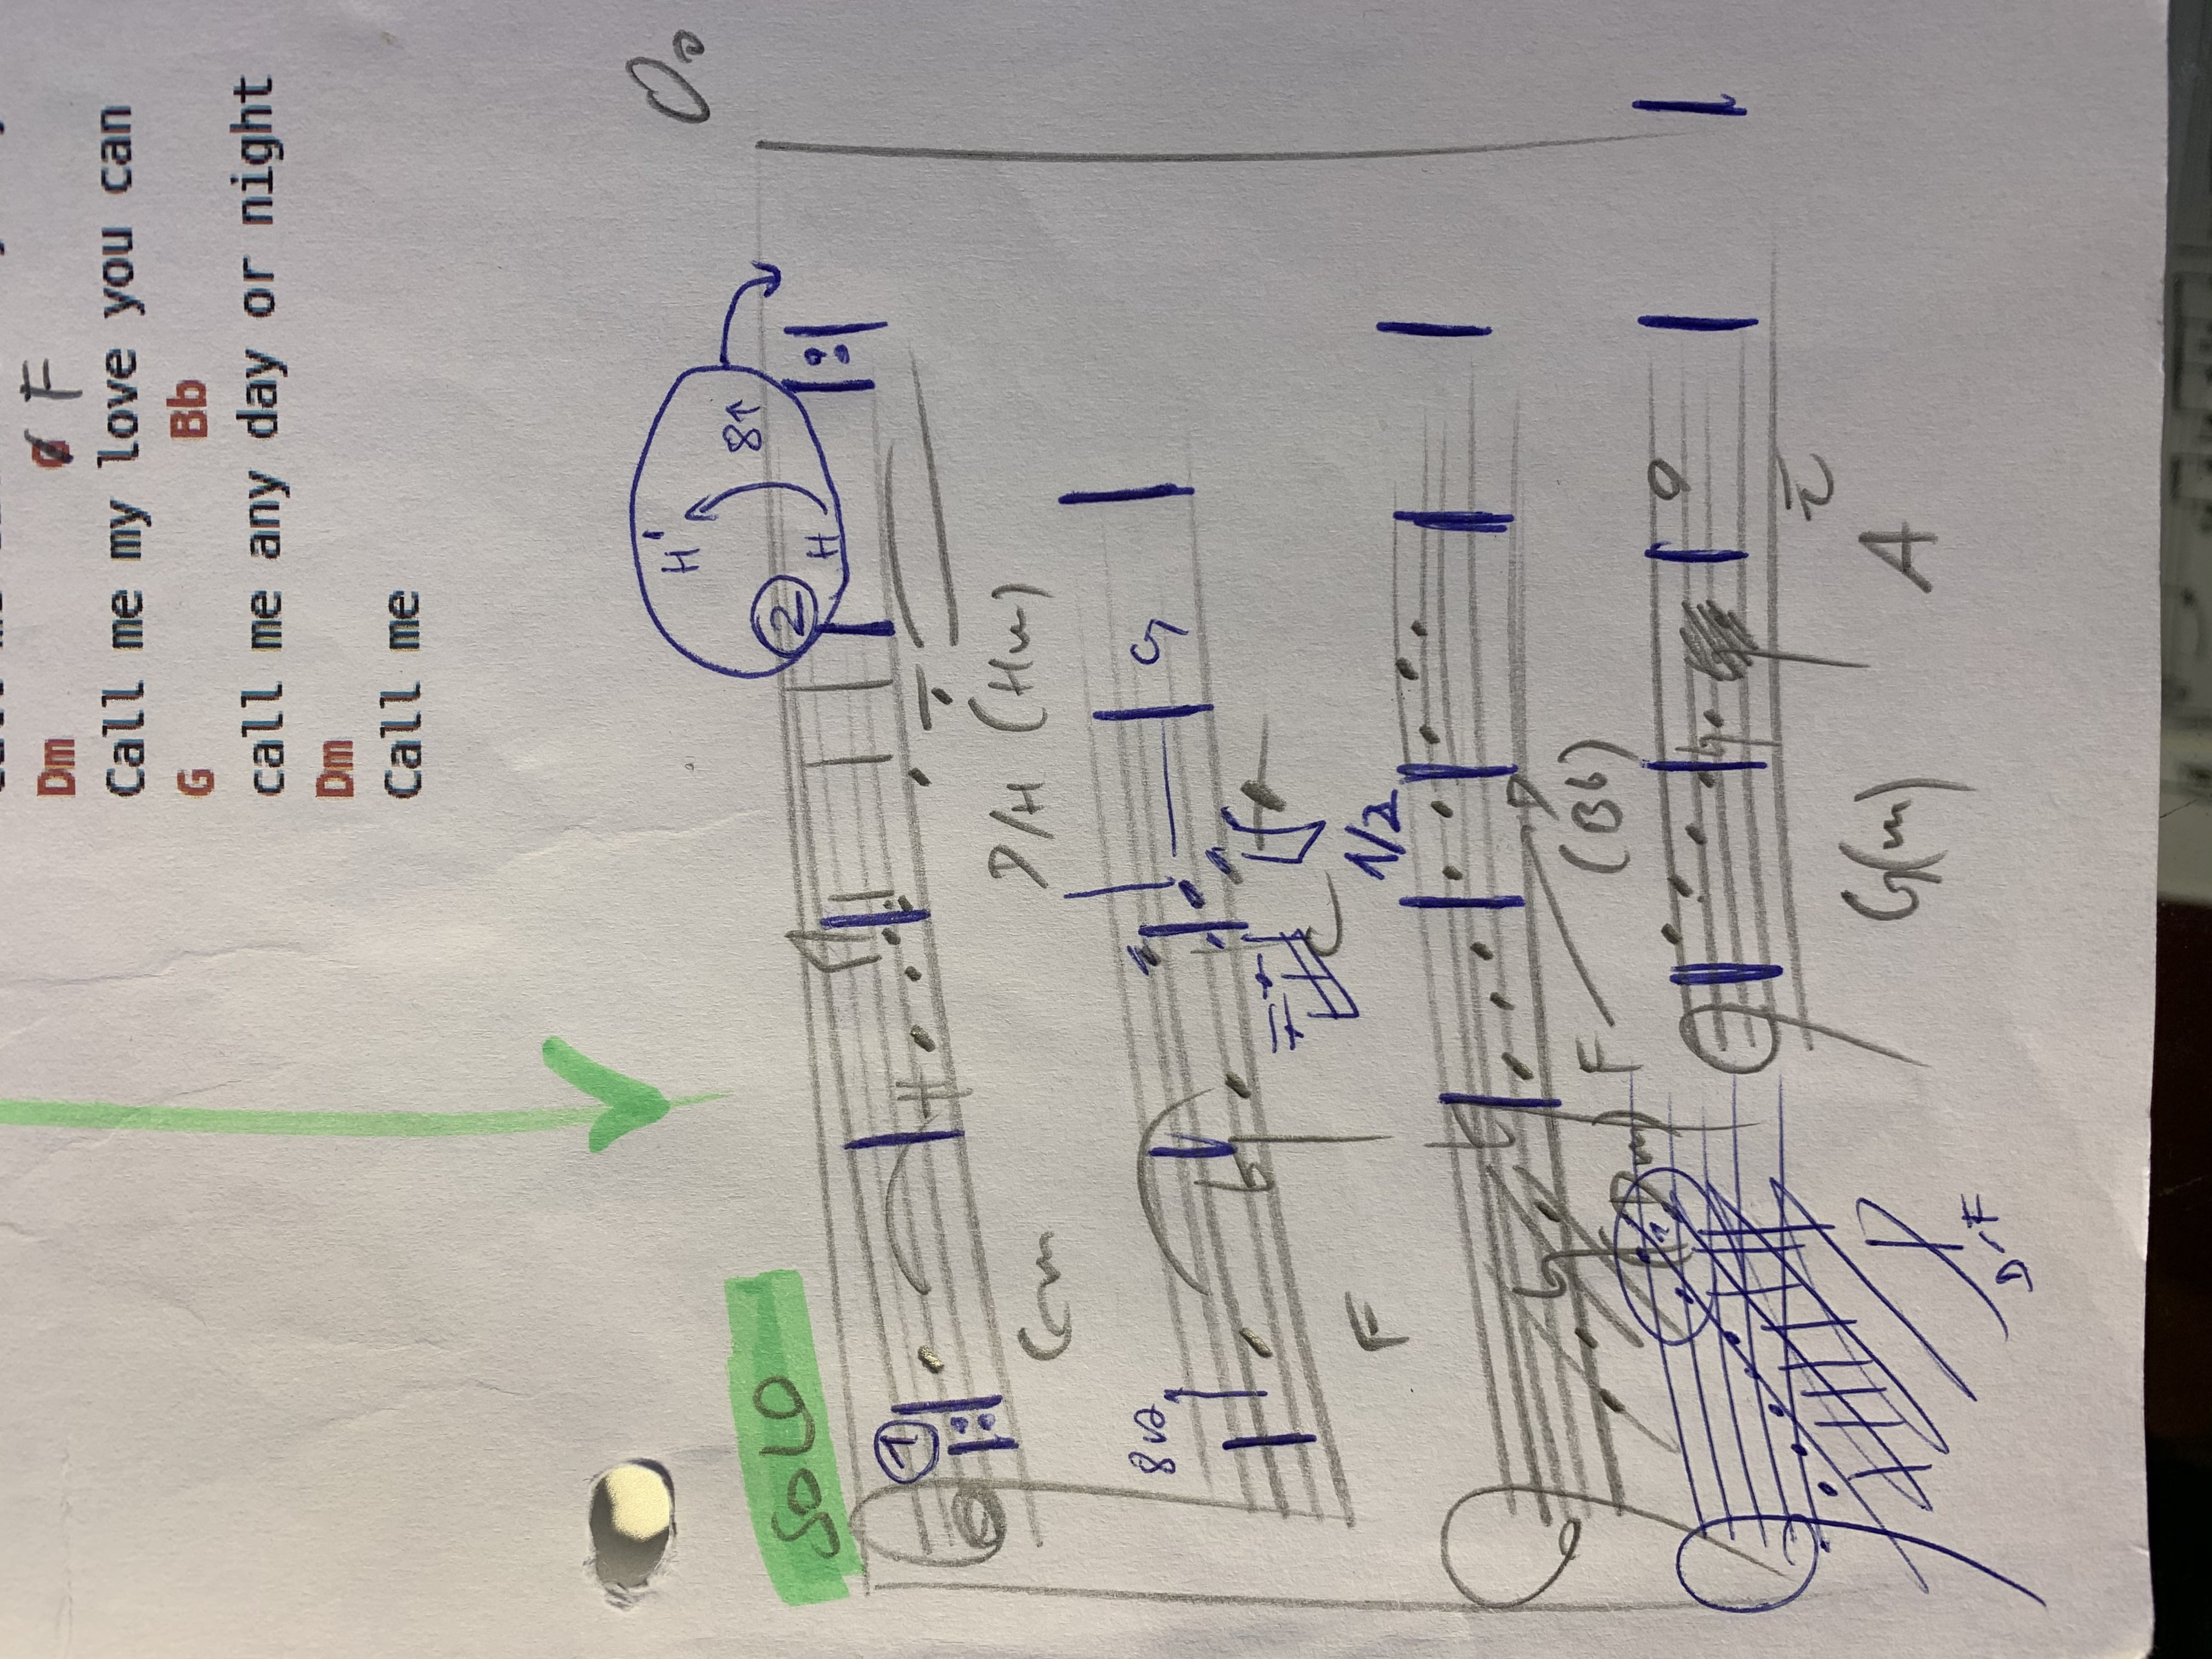 Dm G F
Call me my love you can
G Bb
call me any day or night
Dm
Call me
SOLO
1
2 H H' 8↑
Gm D/H (Hm)
8va
G
F C
1/2
(Dm) F D
(Bb)
G(m) A
D-F